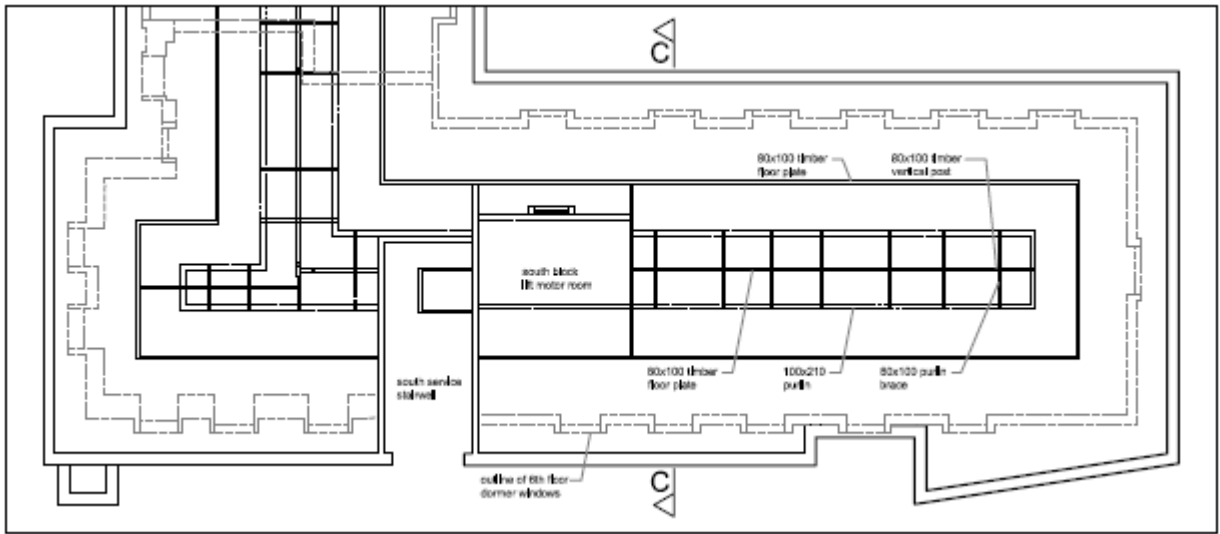 C
80x100 timber
floor plate
80x100 timber
vertical post
south block
lift motor room
south service
stairwell
80x100 timber
floor plate
100x210
purlin
80x100 purlin
brace
outline of 6th floor
dormer windows
C